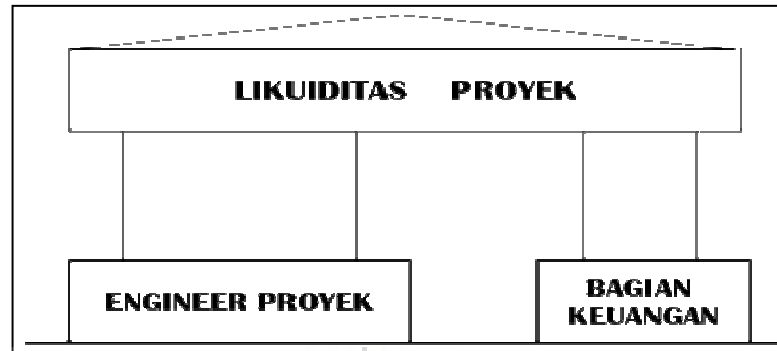 LIKUIDITAS PROYEK
ENGINEER PROYEK
BAGIAN
KEUANGAN